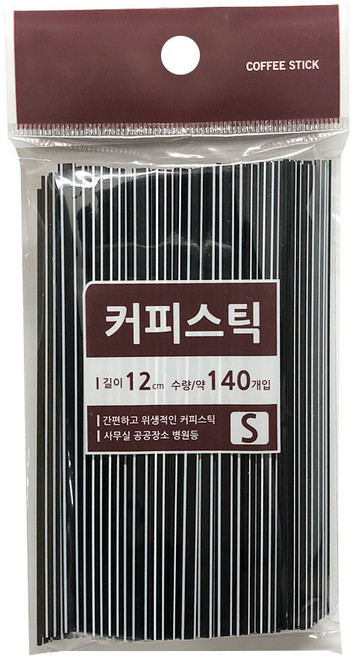 COFFEE STICK
커피스틱
길이 12cm 수량/약 140개입
간편하고 위생적인 커피스틱
사무실 공공장소 병원등
S